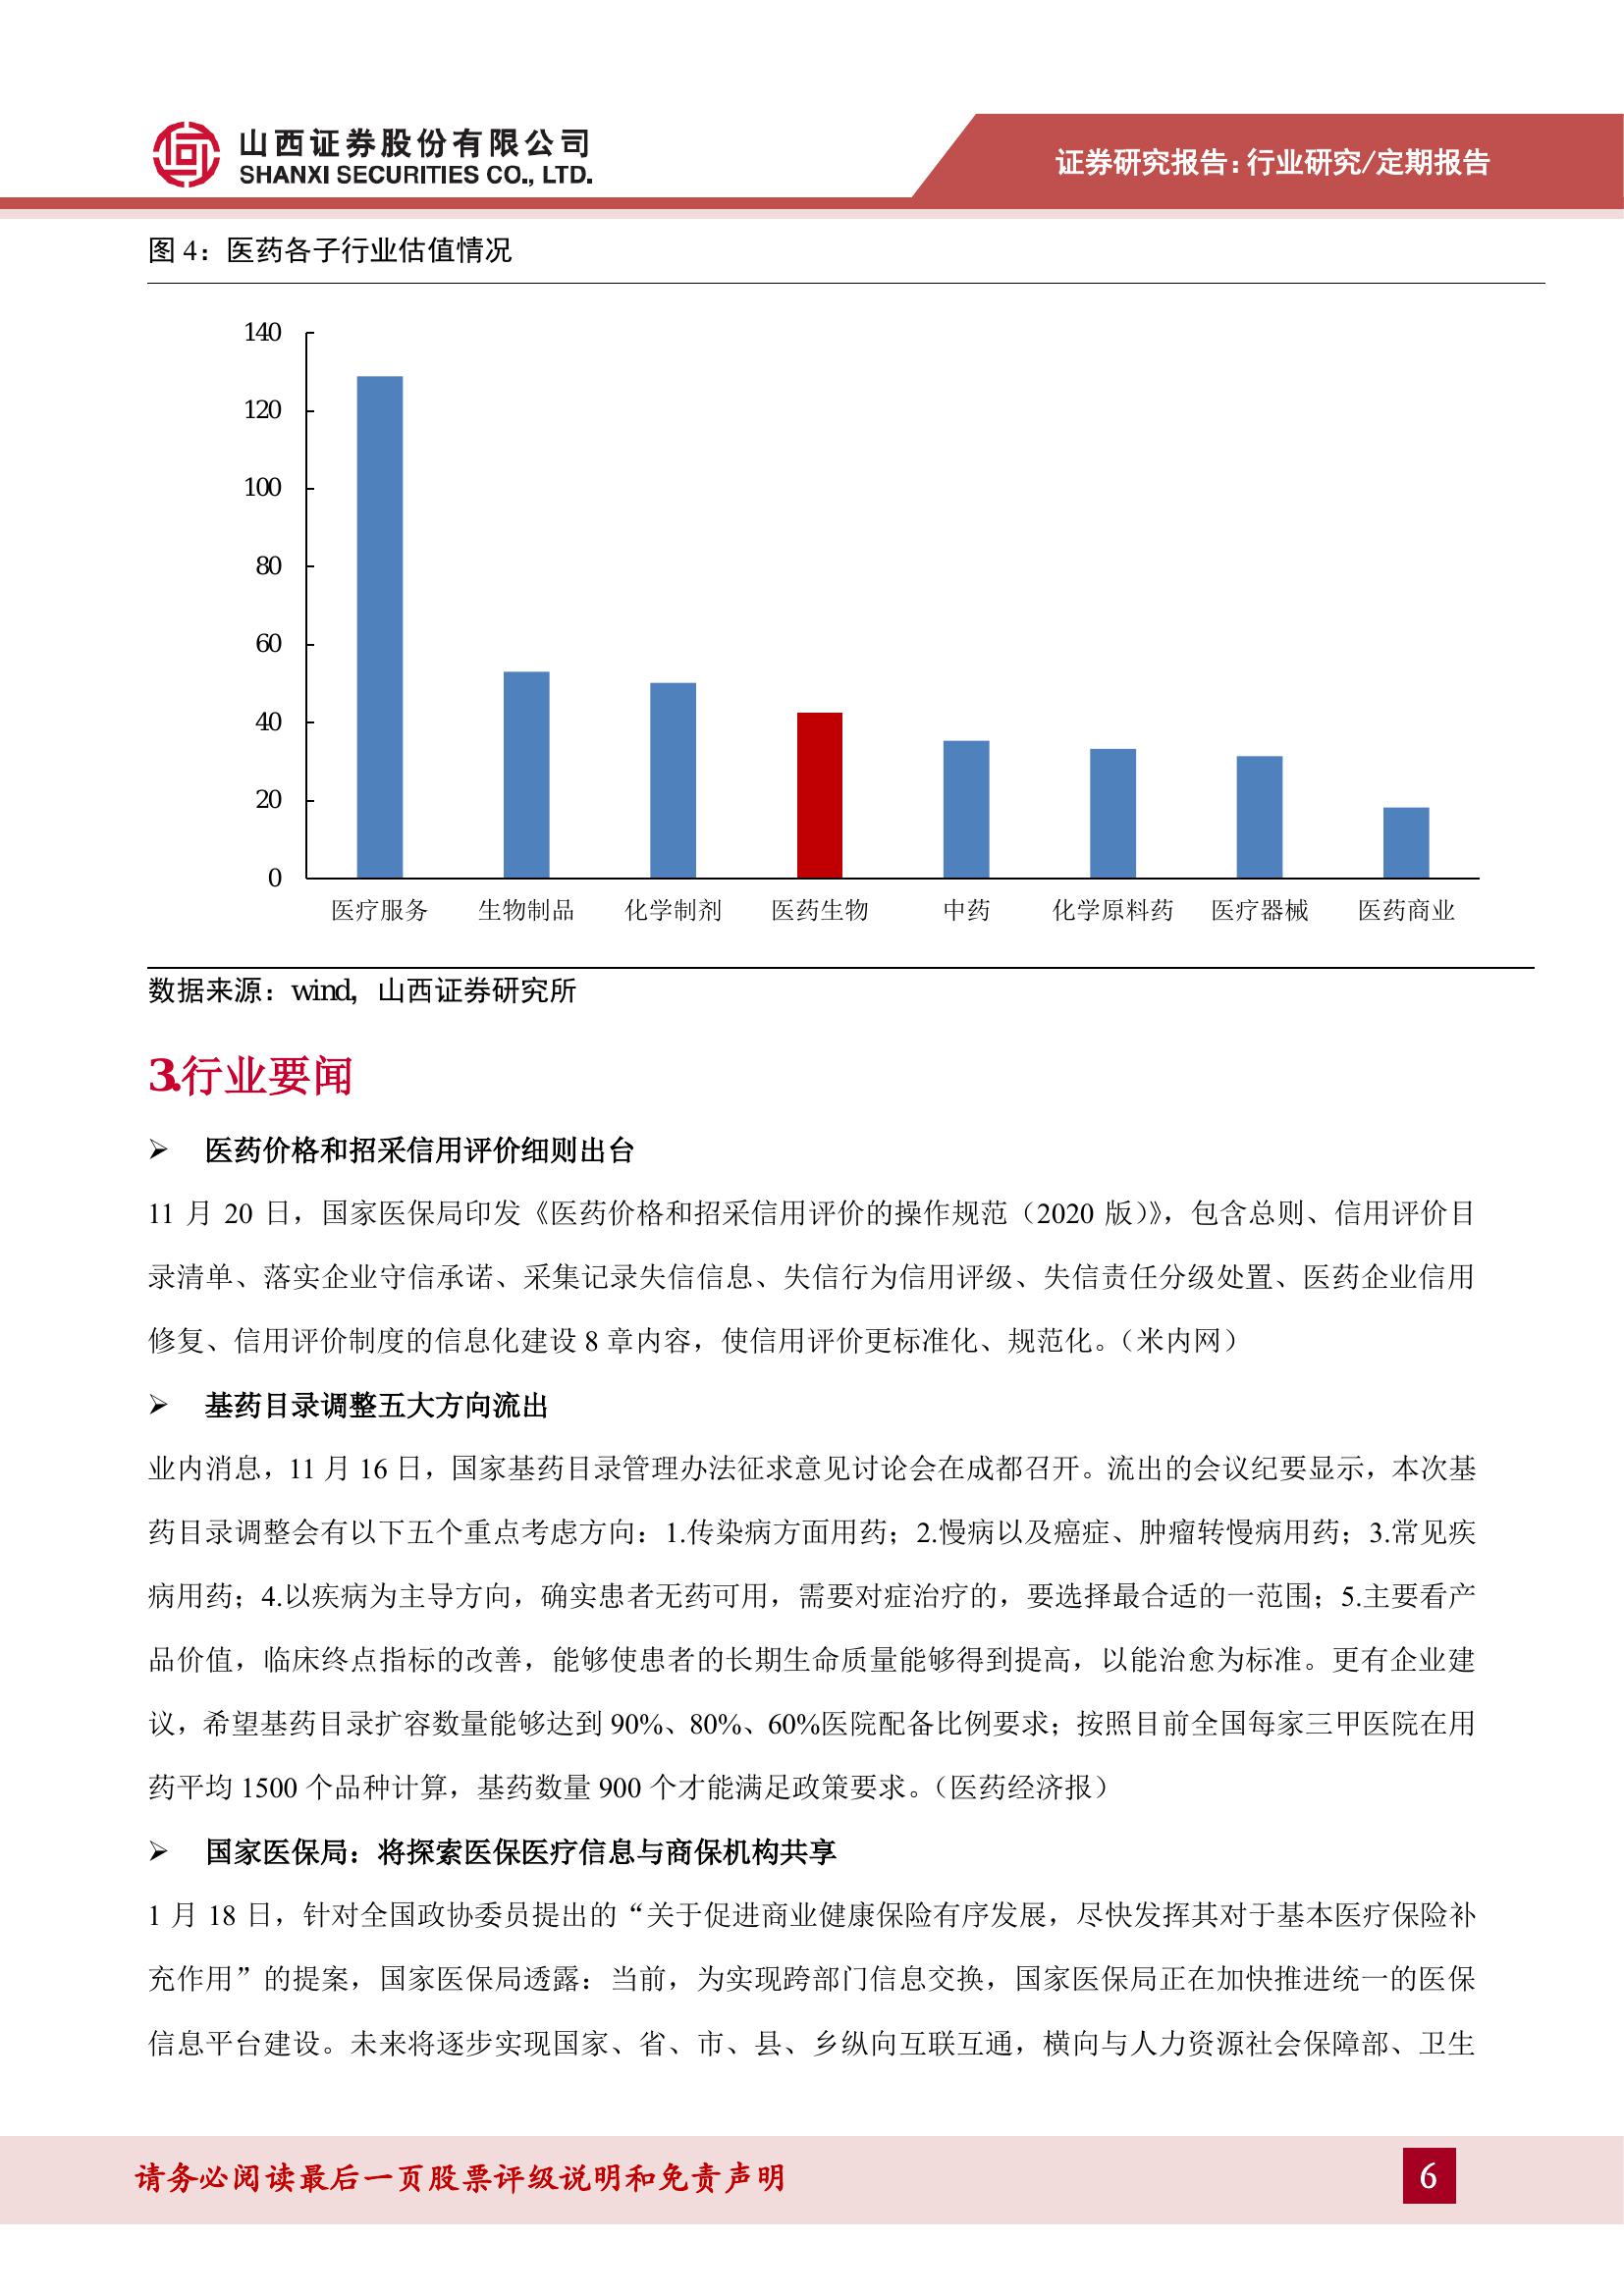 山西证券股份有限公司
SHANXI SECURITIES CO., LTD.
证券研究报告：行业研究/定期报告
图 4：医药各子行业估值情况
140
120
100
80
60
40
20
0
医疗服务 生物制品 化学制剂 医药生物 中药 化学原料药 医疗器械 医药商业
数据来源：wind，山西证券研究所
3.行业要闻
➢ 医药价格和招采信用评价细则出台
11 月 20 日，国家医保局印发《医药价格和招采信用评价的操作规范（2020 版）》，包含总则、信用评价目
录清单、落实企业守信承诺、采集记录失信信息、失信行为信用评级、失信责任分级处置、医药企业信用
修复、信用评价制度的信息化建设 8 章内容，使信用评价更标准化、规范化。（米内网）
➢ 基药目录调整五大方向流出
业内消息，11 月 16 日，国家基药目录管理办法征求意见讨论会在成都召开。流出的会议纪要显示，本次基
药目录调整会有以下五个重点考虑方向：1.传染病方面用药；2.慢病以及癌症、肿瘤转慢病用药；3.常见疾
病用药；4.以疾病为主导方向，确实患者无药可用，需要对症治疗的，要选择最合适的一范围；5.主要看产
品价值，临床终点指标的改善，能够使患者的长期生命质量能够得到提高，以能治愈为标准。更有企业建
议，希望基药目录扩容数量能够达到 90%、80%、60%医院配备比例要求；按照目前全国每家三甲医院在用
药平均 1500 个品种计算，基药数量 900 个才能满足政策要求。（医药经济报）
➢ 国家医保局：将探索医保医疗信息与商保机构共享
1 月 18 日，针对全国政协委员提出的“关于促进商业健康保险有序发展，尽快发挥其对于基本医疗保险补
充作用”的提案，国家医保局透露：当前，为实现跨部门信息交换，国家医保局正在加快推进统一的医保
信息平台建设。未来将逐步实现国家、省、市、县、乡纵向互联互通，横向与人力资源社会保障部、卫生
请务必阅读最后一页股票评级说明和免责声明
6